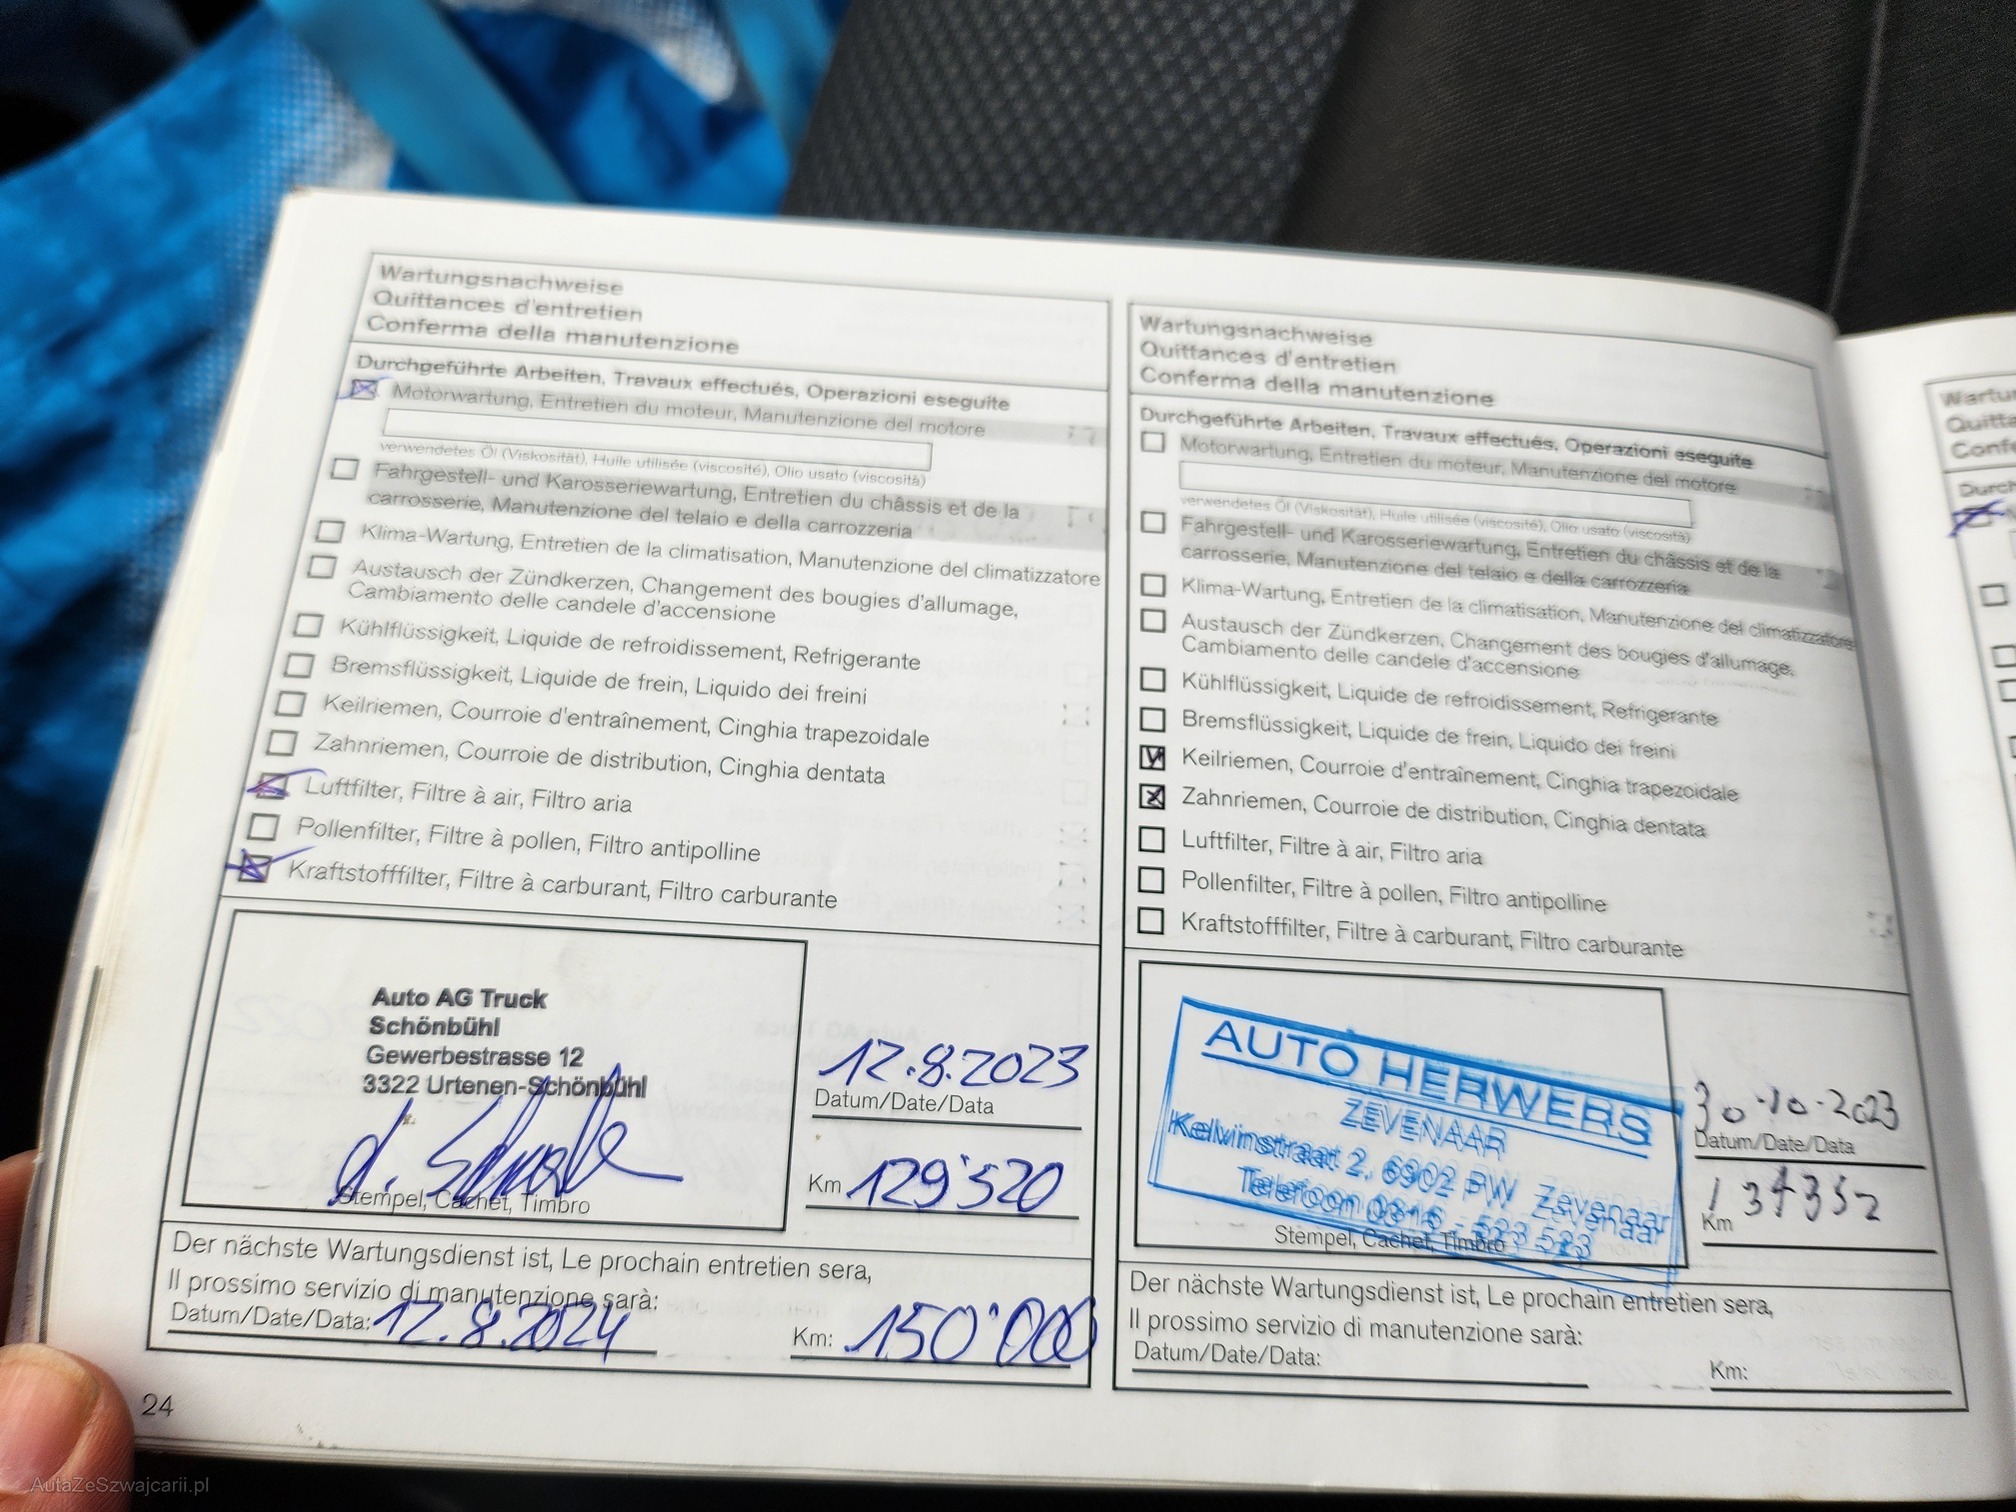 Wartungsnachweise
Quittances d'entretien
Conferma della manutenzione
Durchgeführte Arbeiten, Travaux effectués, Operazioni eseguite
Motorwartung, Entretien du moteur, Manutenzione del motore
verwendetes Öl (Viskosität), Huile utilisée (viscosité), Olio usato (viscosità)
Fahrgestell- und Karosseriewartung, Entretien du châssis et de la
carrosserie, Manutenzione del telaio e della carrozzeria
Klima-Wartung, Entretien de la climatisation, Manutenzione del climatizzatore
Austausch der Zündkerzen, Changement des bougies d'allumage,
Cambiamento delle candele d'accensione
Kühlflüssigkeit, Liquide de refroidissement, Refrigerante
Bremsflüssigkeit, Liquide de frein, Liquido dei freini
Keilriemen, Courroie d'entraînement, Cinghia trapezoidale
Zahnriemen, Courroie de distribution, Cinghia dentata
Luftfilter, Filtre à air, Filtro aria
Pollenfilter, Filtre à pollen, Filtro antipolline
Kraftstofffilter, Filtre à carburant, Filtro carburante
Auto AG Truck
Schönbühl
Gewerbestrasse 12
3322 Urtenen-Schönbühl
Stempel, Cachet, Timbro
12.8.2023
Datum/Date/Data
Km 129'520
Der nächste Wartungsdienst ist, Le prochain entretien sera,
Il prossimo servizio di manutenzione sarà:
Datum/Date/Data: 12.8.2024 Km: 150'000
24
Wartungsnachweise
Quittances d'entretien
Conferma della manutenzione
Durchgeführte Arbeiten, Travaux effectués, Operazioni eseguite
Motorwartung, Entretien du moteur, Manutenzione del motore
verwendetes Öl (Viskosität), Huile utilisée (viscosité), Olio usato (viscosità)
Fahrgestell- und Karosseriewartung, Entretien du châssis et de la
carrosserie, Manutenzione del telaio e della carrozzeria
Klima-Wartung, Entretien de la climatisation, Manutenzione del climatizzatore
Austausch der Zündkerzen, Changement des bougies d'allumage,
Cambiamento delle candele d'accensione
Kühlflüssigkeit, Liquide de refroidissement, Refrigerante
Bremsflüssigkeit, Liquide de frein, Liquido dei freini
Keilriemen, Courroie d'entraînement, Cinghia trapezoidale
Zahnriemen, Courroie de distribution, Cinghia dentata
Luftfilter, Filtre à air, Filtro aria
Pollenfilter, Filtre à pollen, Filtro antipolline
Kraftstofffilter, Filtre à carburant, Filtro carburante
AUTO HERWERS
ZEVENAAR
Kelvinstraat 2, 6902 PW Zevenaar
Telefoon 0316 - 523 523
Stempel, Cachet, Timbro
30-10-2023
Datum/Date/Data
134352
Km
Der nächste Wartungsdienst ist, Le prochain entretien sera,
Il prossimo servizio di manutenzione sarà:
Datum/Date/Data: Km:
AutaZeSzwajcarii.pl